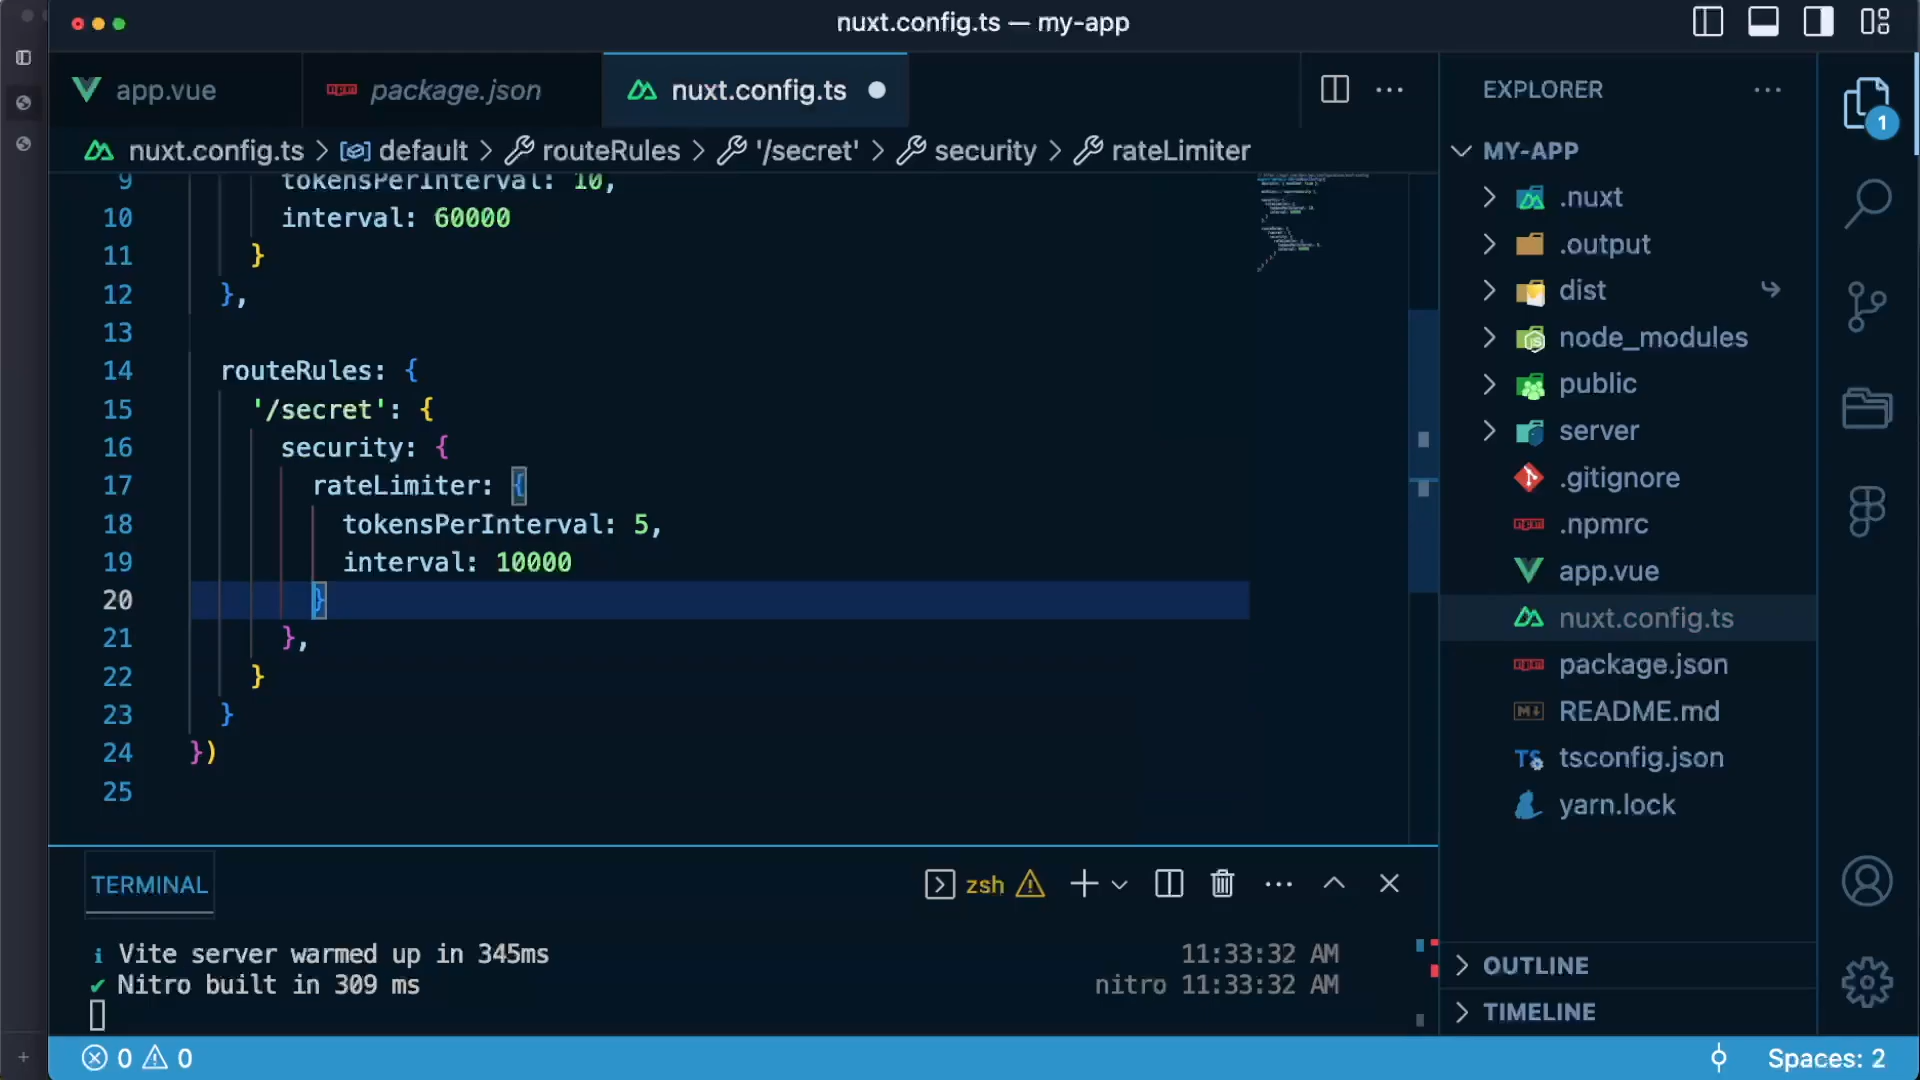 nuxt.config.ts — my-app
app.vue
package.json
nuxt.config.ts
nuxt.config.ts > default > routeRules > '/secret' > security > rateLimiter
9 tokensPerInterval: 10,
10 interval: 60000
11 }
12 },
13
14 routeRules: {
15 '/secret': {
16 security: {
17 rateLimiter: {
18 tokensPerInterval: 5,
19 interval: 10000
20 }
21 },
22 }
23 }
24 })
25
TERMINAL
zsh
i Vite server warmed up in 345ms 11:33:32 AM
✔ Nitro built in 309 ms nitro 11:33:32 AM
0 0
Spaces: 2
EXPLORER
1
MY-APP
.nuxt
.output
dist
node_modules
public
server
.gitignore
.npmrc
app.vue
nuxt.config.ts
package.json
README.md
tsconfig.json
yarn.lock
OUTLINE
TIMELINE